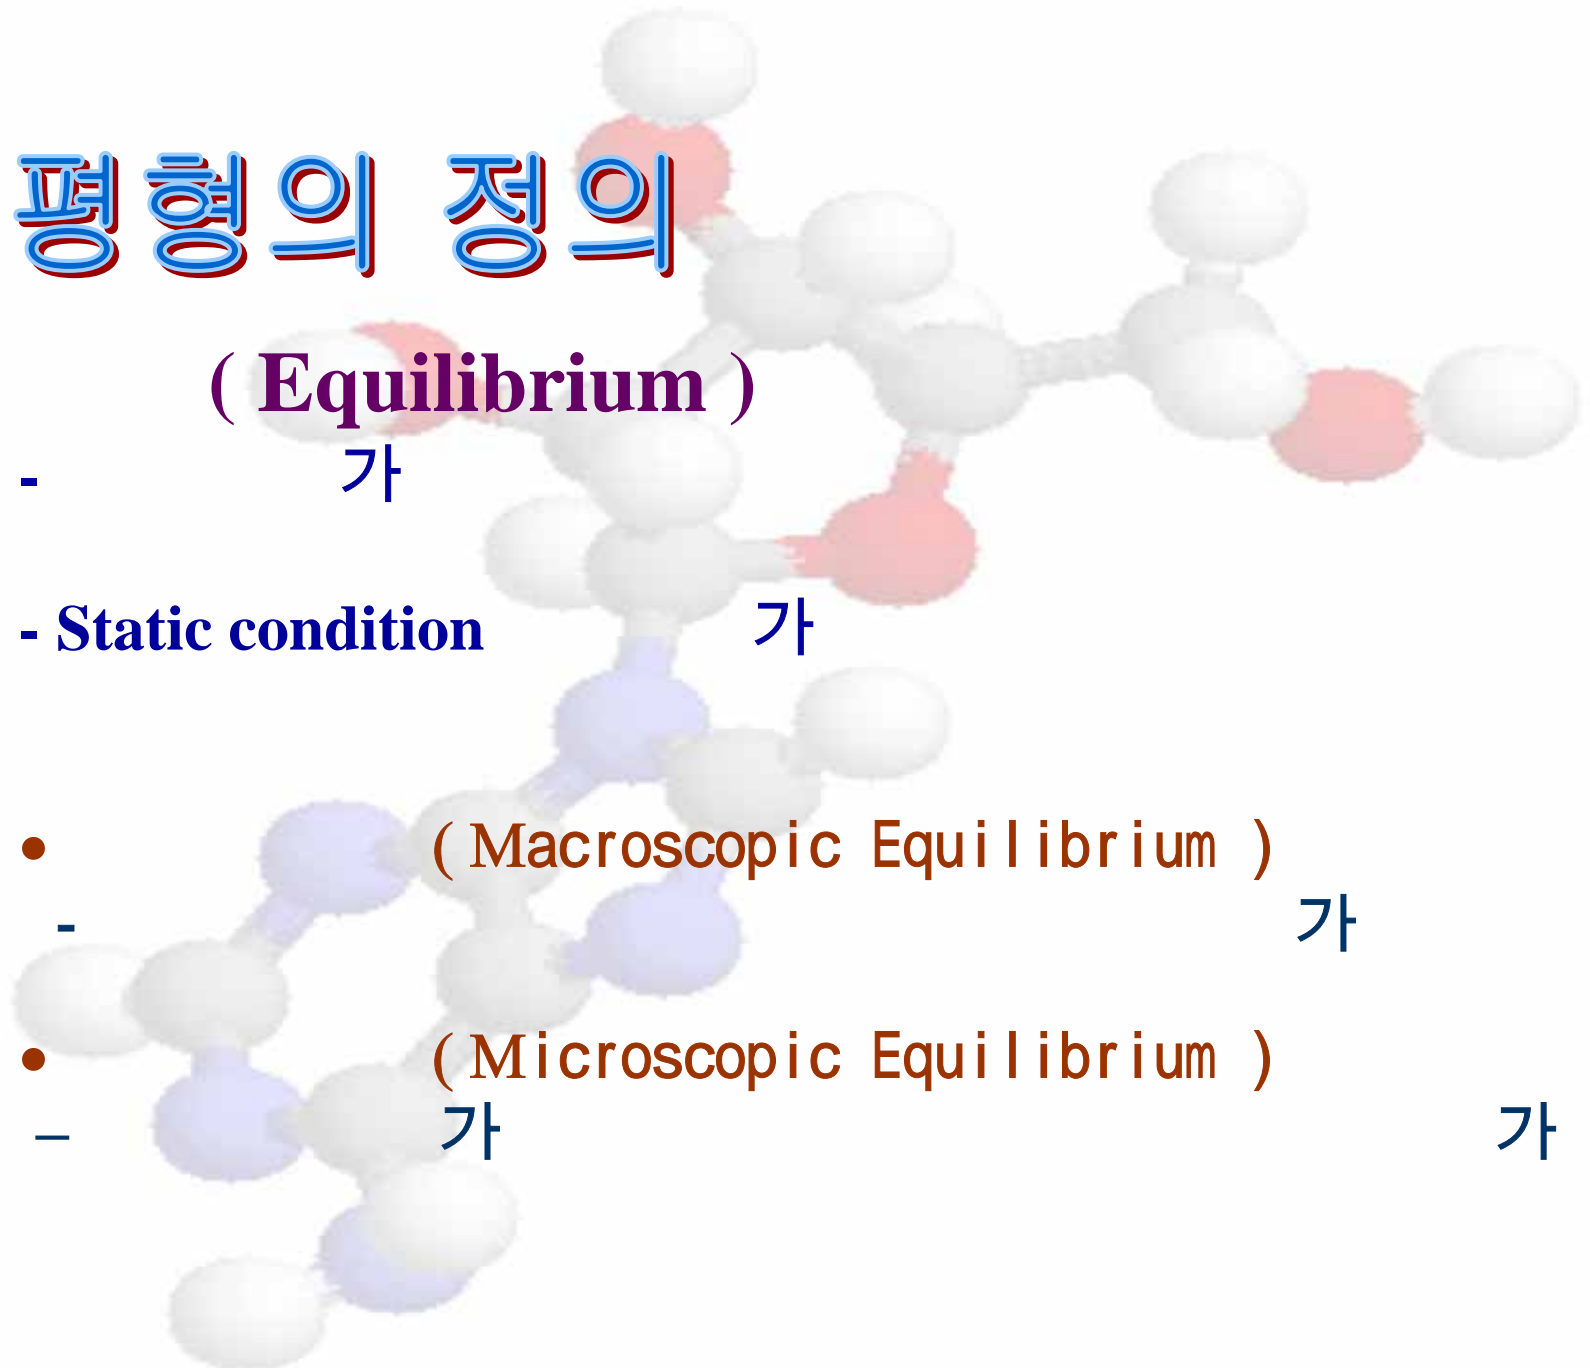 평형의 정의
( Equilibrium )
- 가
- Static condition 가
• ( Macroscopic Equilibrium )
- 가
• ( Microscopic Equilibrium )
– 가 가